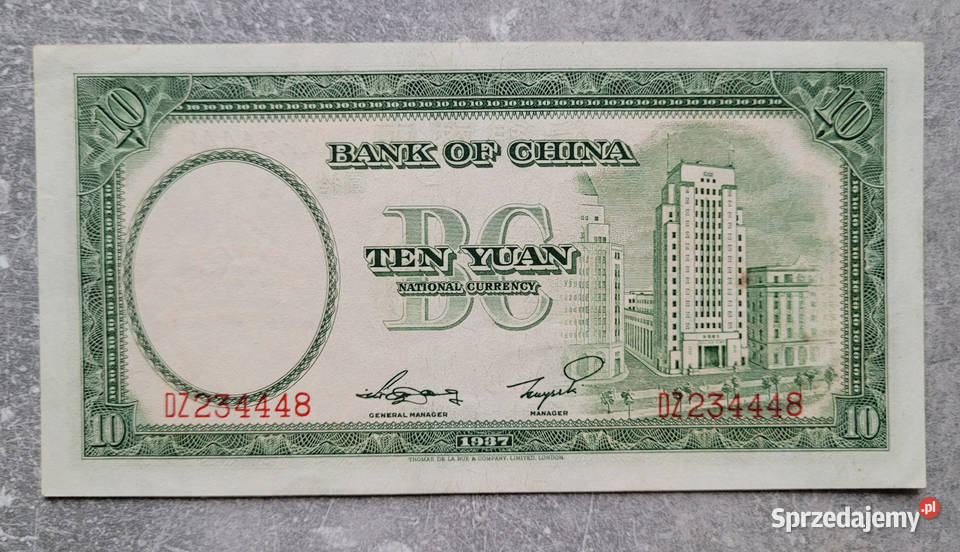 10 10
BANK OF CHINA
BC
TEN YUAN
NATIONAL CURRENCY
DZ234448 DZ234448
GENERAL MANAGER MANAGER
10 1937 10
THOMAS DE LA RUE & COMPANY, LIMITED, LONDON.
Sprzedajemy.pl